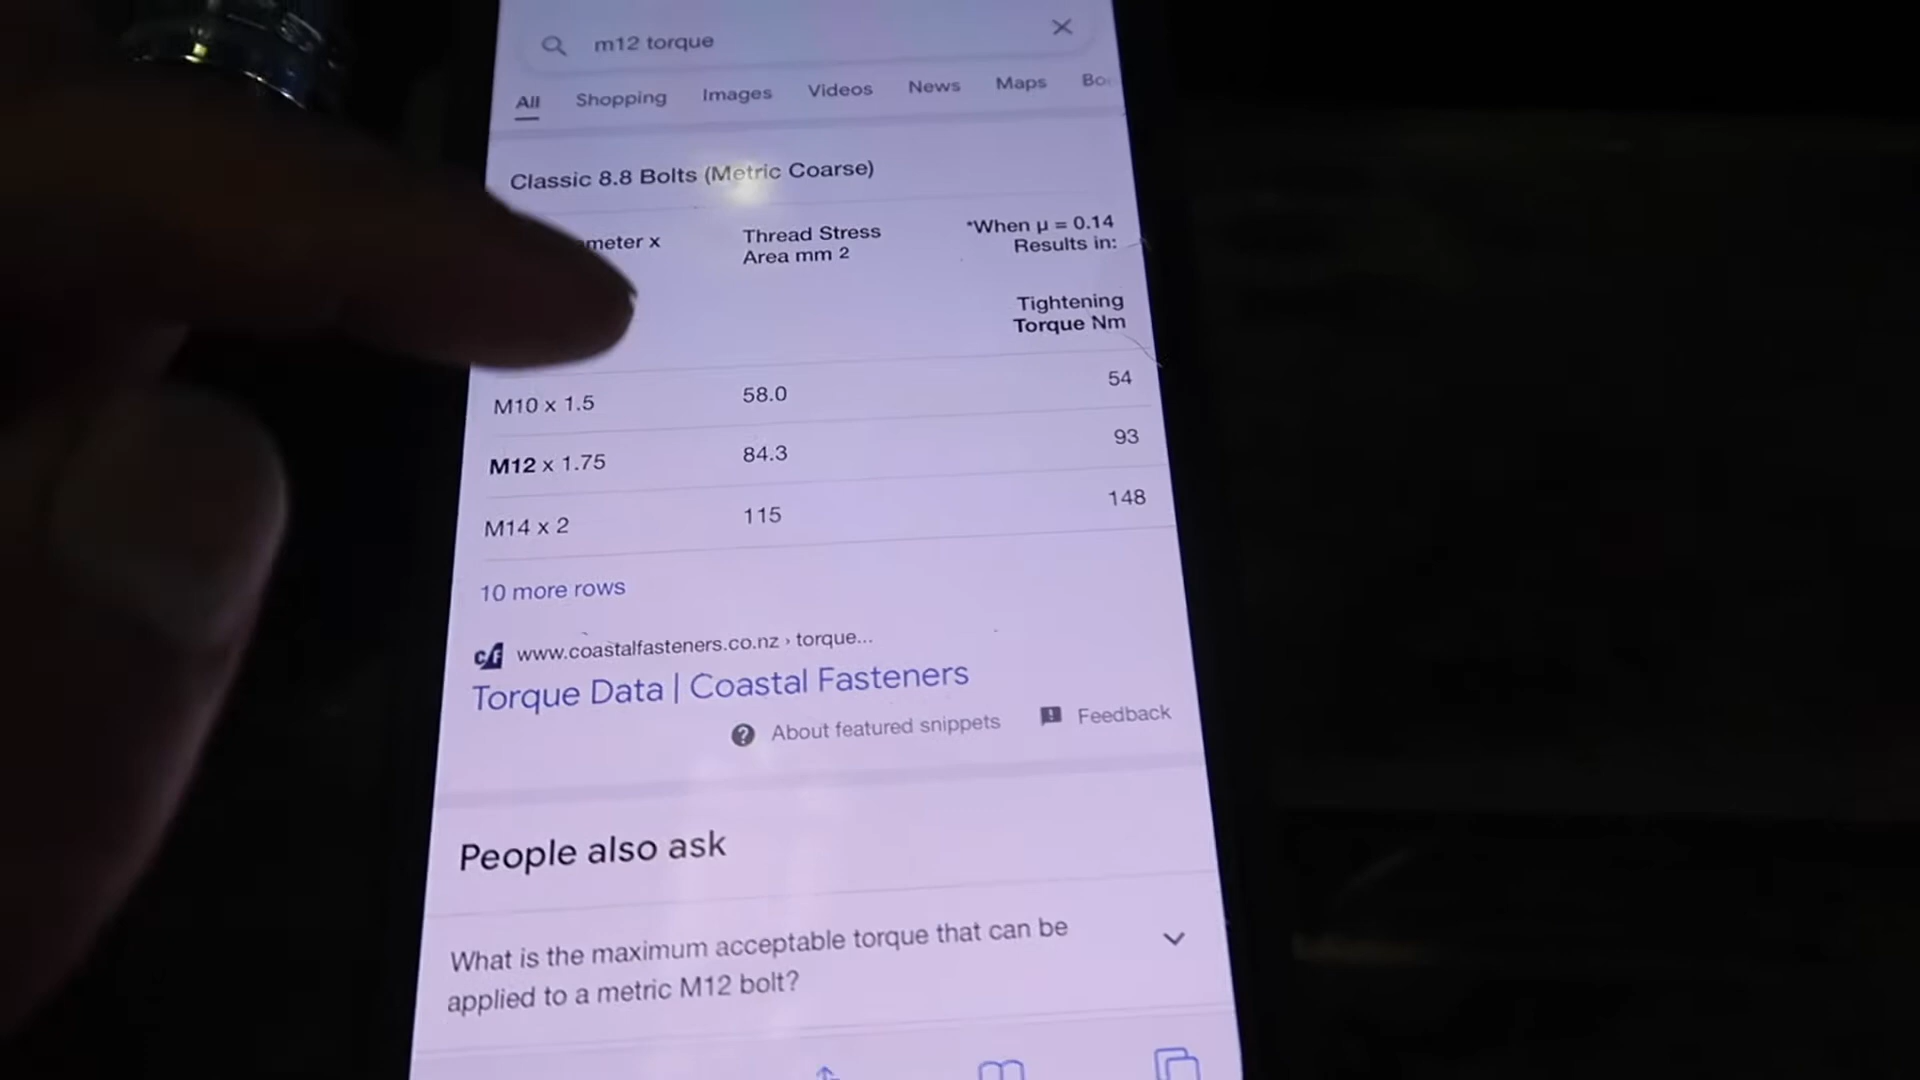 m12 torque
All Shopping Images Videos News Maps
Classic 8.8 Bolts (Metric Coarse)
x Thread Stress Area mm 2 *When µ = 0.14 Results in:
Tightening Torque Nm
M10 x 1.5 58.0 54
M12 x 1.75 84.3 93
M14 x 2 115 148
10 more rows
cf www.coastalfasteners.co.nz › torque...
Torque Data | Coastal Fasteners
About featured snippets Feedback
People also ask
What is the maximum acceptable torque that can be
applied to a metric M12 bolt?